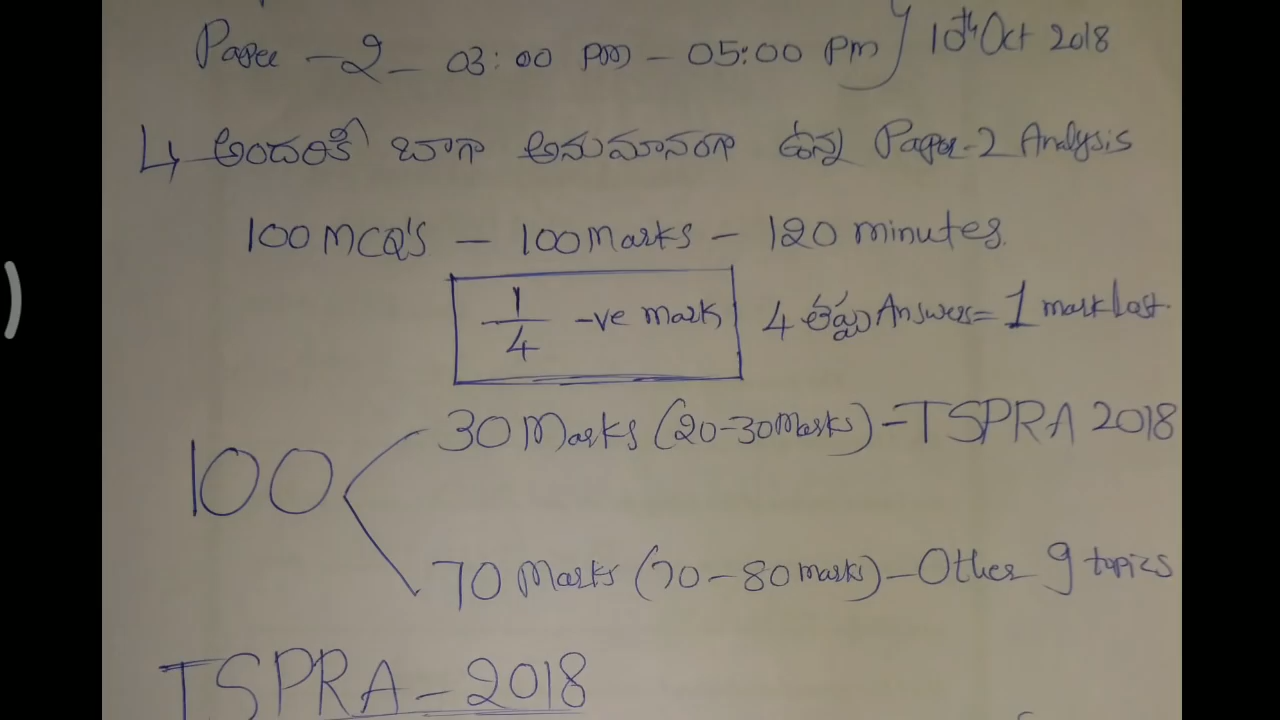 Paper - 2 - 03:00 pm - 05:00 pm } 10th Oct 2018
↳ అందరికీ బాగా అనుమానంగా ఉన్న Paper-2 Analysis
100 MCQ'S - 100 Marks - 120 minutes.
1/4 -ve mark 4 తప్పు Answers = 1 mark lost.
30 Marks (20-30 Marks) - TSPRA 2018
100
70 Marks (70-80 marks) - Other 9 topics
TSPRA - 2018